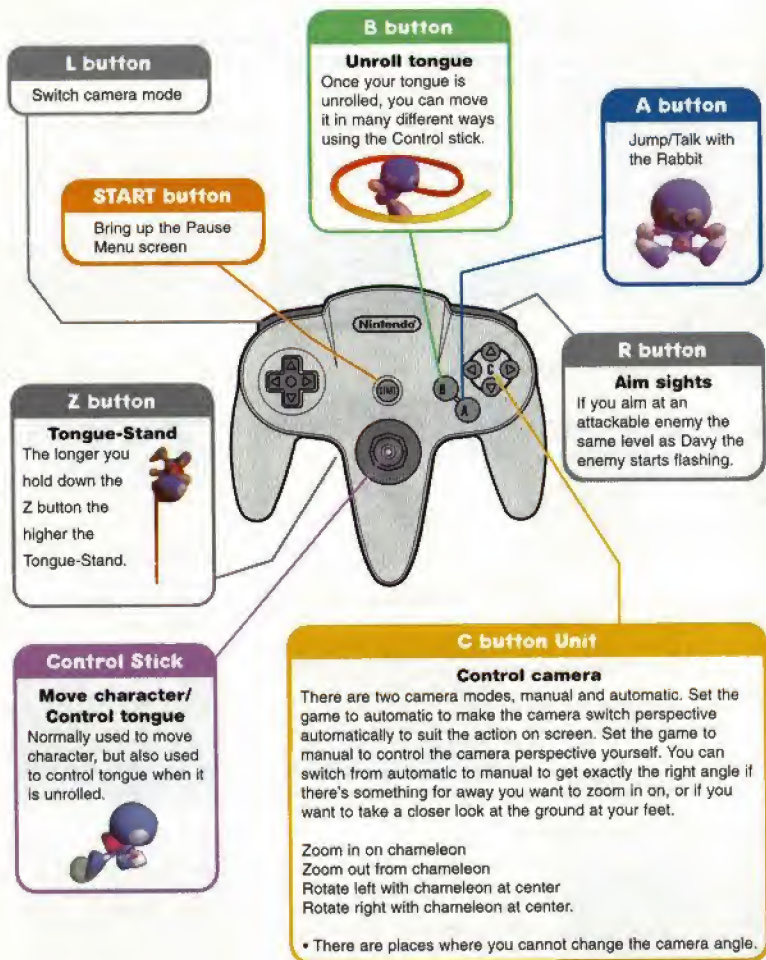 B button
Unroll tongue
Once your tongue is
unrolled, you can move
it in many different ways
using the Control stick.
L button
Switch camera mode
A button
Jump/Talk with
the Rabbit
START button
Bring up the Pause
Menu screen
Nintendo
START
B
A
C
R button
Aim sights
If you aim at an
attackable enemy the
same level as Davy the
enemy starts flashing.
Z button
Tongue-Stand
The longer you
hold down the
Z button the
higher the
Tongue-Stand.
Control Stick
Move character/
Control tongue
Normally used to move
character, but also used
to control tongue when it
is unrolled.
C button Unit
Control camera
There are two camera modes, manual and automatic. Set the
game to automatic to make the camera switch perspective
automatically to suit the action on screen. Set the game to
manual to control the camera perspective yourself. You can
switch from automatic to manual to get exactly the right angle if
there's something for away you want to zoom in on, or if you
want to take a closer look at the ground at your feet.
Zoom in on chameleon
Zoom out from chameleon
Rotate left with chameleon at center
Rotate right with chameleon at center.
• There are places where you cannot change the camera angle.